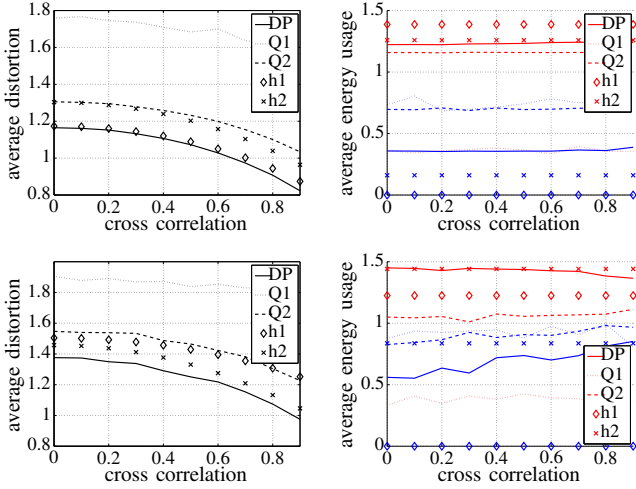 1.8
1.6
1.4
1.2
1
0.8
average distortion
0 0.2 0.4 0.6 0.8
cross correlation
DP
Q1
Q2
h1
h2
1.5
1
0.5
0
average energy usage
0 0.2 0.4 0.6 0.8
cross correlation
DP
Q1
Q2
h1
h2
1.8
1.6
1.4
1.2
1
0.8
average distortion
0 0.2 0.4 0.6 0.8
cross correlation
DP
Q1
Q2
h1
h2
1.5
1
0.5
0
average energy usage
0 0.2 0.4 0.6 0.8
cross correlation
DP
Q1
Q2
h1
h2